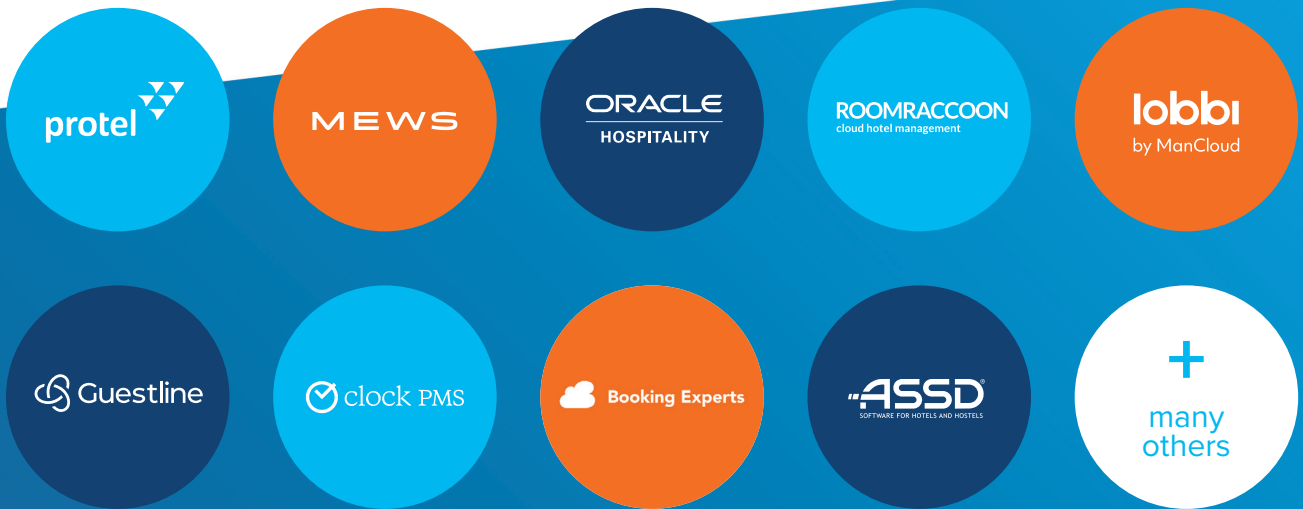 protel
MEWS
ORACLE
HOSPITALITY
ROOMRACCOON
cloud hotel management
lobbi
by ManCloud
Guestline
clock PMS
Booking Experts
ASSD®
SOFTWARE FOR HOTELS AND HOSTELS
+
many
others